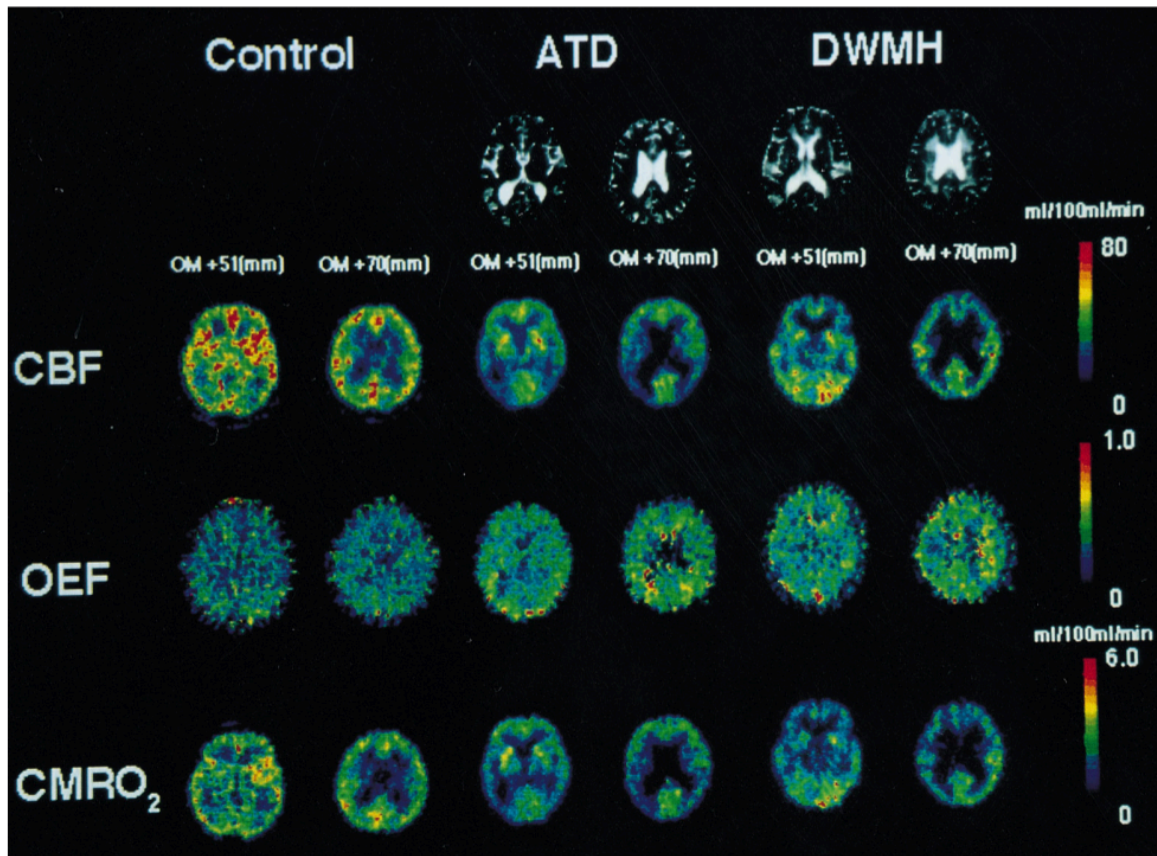 Control ATD DWMH
ml/100ml/min
OM +51(mm) OM +70(mm) OM +51(mm) OM +70(mm) OM +51(mm) OM +70(mm)
80
CBF
0
1.0
OEF
0
ml/100ml/min
6.0
CMRO₂
0